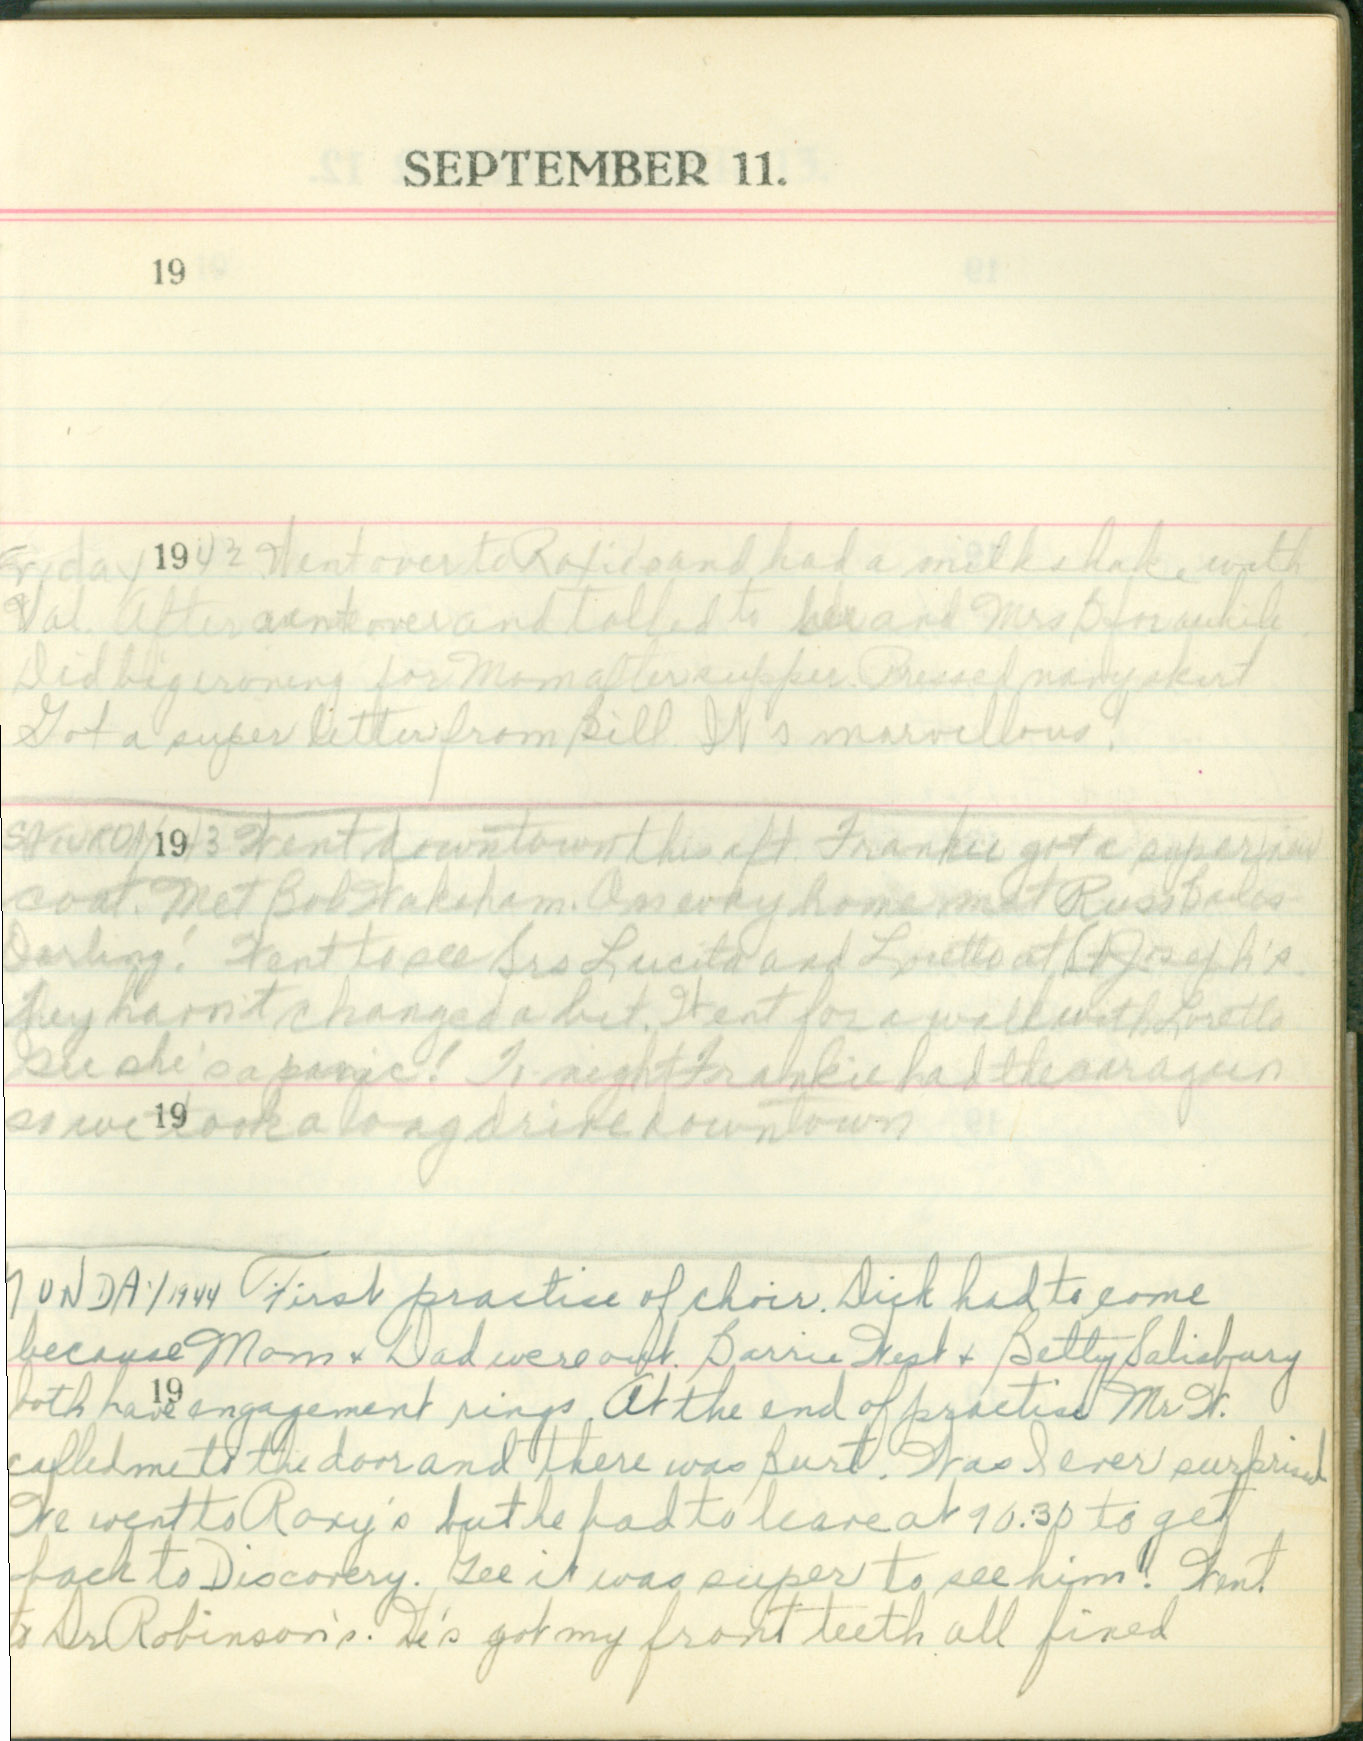 SEPTEMBER 11.
19
Friday 1942 Went over to Roxie's and had a milkshake with
Val. After went over and talked to and Mrs B for awhile.
Did big ironing for Mom after supper. Pressed navy skirt
Got a super letter from Bill. It's marvellous!
SATURDAY 1943 Went downtown this aft. Frankie got a super new
coat. Met Bob Wakeham. On way home met Russ
Darling! Went to see Srs Lucita and Loretto at St Joseph's.
they havn't changed a bit. Went for a walk with Loretto
Gee she's a panic! To-night Frankie had the car again
19
so we took a long drive downtown
MONDAY 1944 First practise of choir. Dick had to come
because Mom & Dad were out. Barrie West & Betty Salisbury
19
both have engagement rings. At the end of practise Mr W.
called me to the door and there was Burt. Was I ever surprised
We went to Roxy's but he had to leave at 10:30 to get
back to Discovery. Gee it was super to see him! Went
to Dr Robinson's. He's got my front teeth all fixed